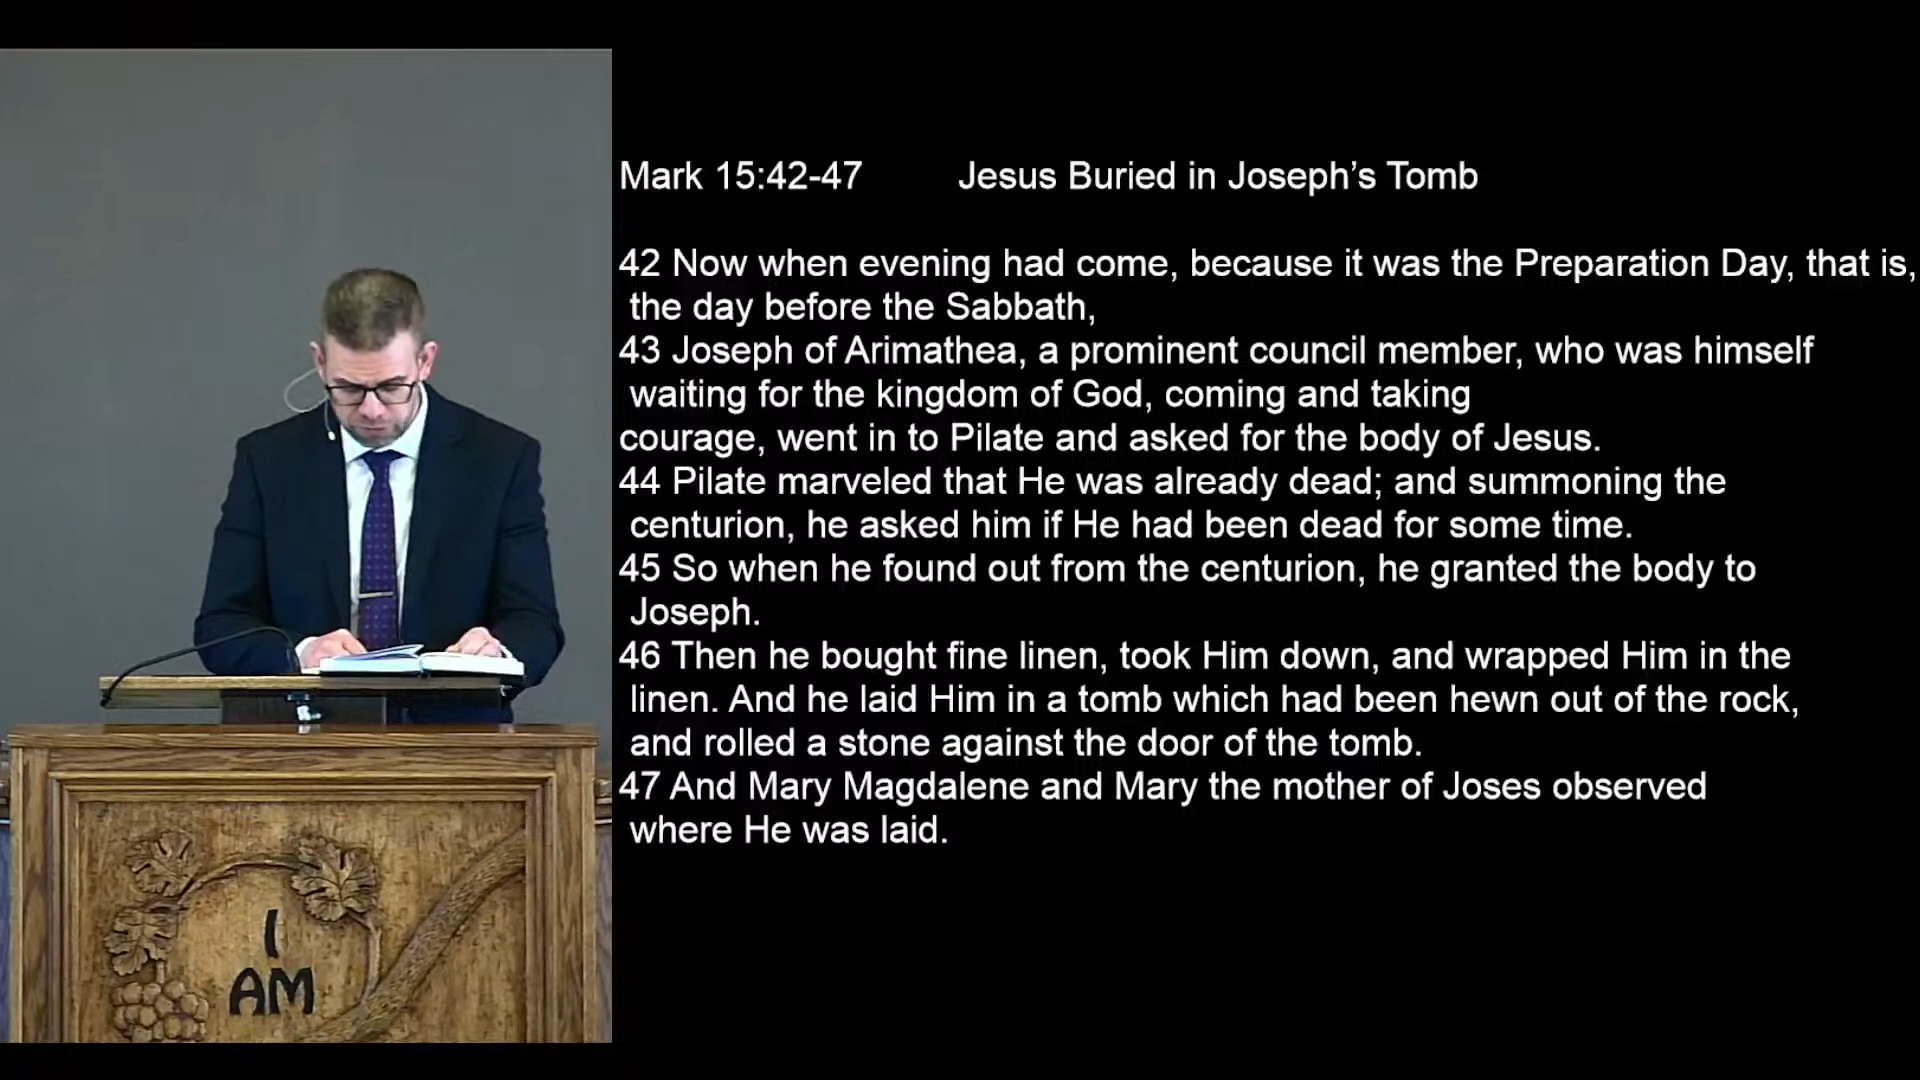 Mark 15:42-47 Jesus Buried in Joseph’s Tomb
42 Now when evening had come, because it was the Preparation Day, that is,
the day before the Sabbath,
43 Joseph of Arimathea, a prominent council member, who was himself
waiting for the kingdom of God, coming and taking
courage, went in to Pilate and asked for the body of Jesus.
44 Pilate marveled that He was already dead; and summoning the
centurion, he asked him if He had been dead for some time.
45 So when he found out from the centurion, he granted the body to
Joseph.
46 Then he bought fine linen, took Him down, and wrapped Him in the
linen. And he laid Him in a tomb which had been hewn out of the rock,
and rolled a stone against the door of the tomb.
47 And Mary Magdalene and Mary the mother of Joses observed
where He was laid.
I
AM